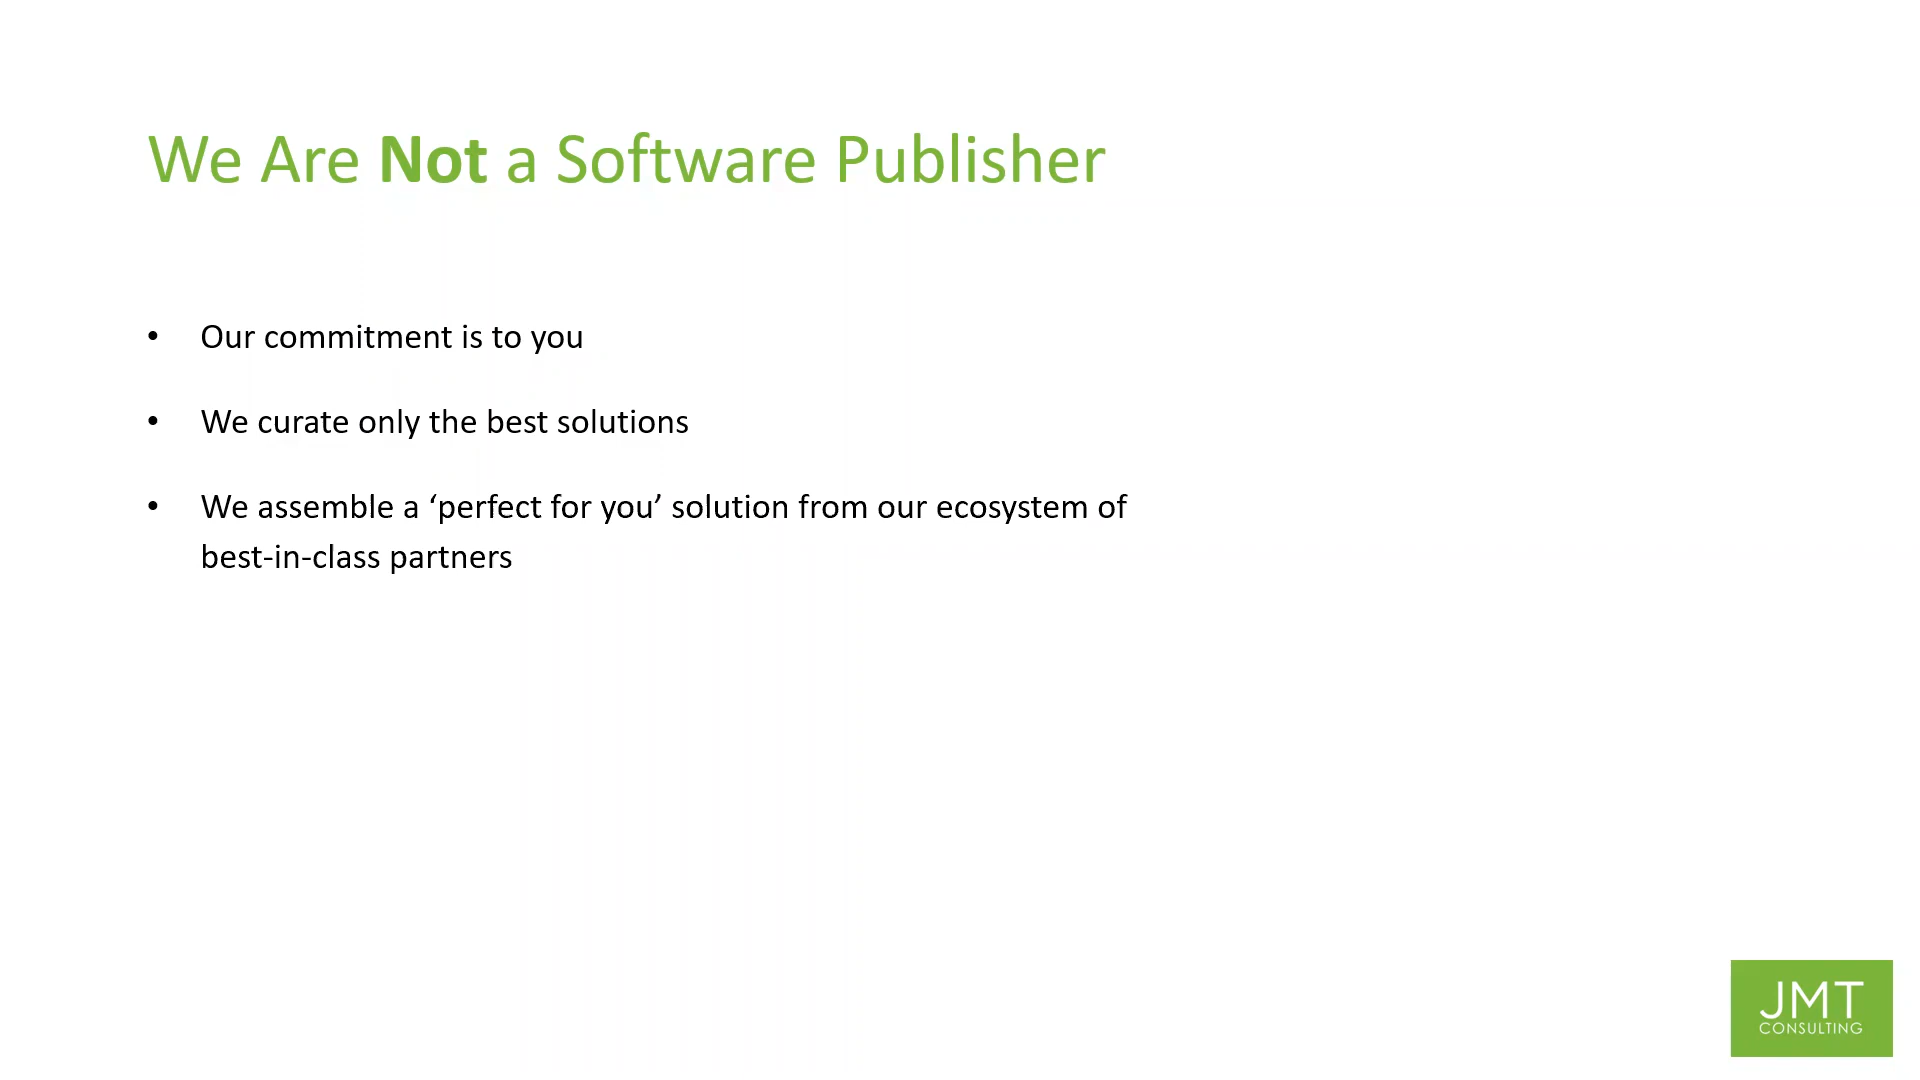 We Are Not a Software Publisher
• Our commitment is to you
• We curate only the best solutions
• We assemble a ‘perfect for you’ solution from our ecosystem of
best-in-class partners
JMT
CONSULTING